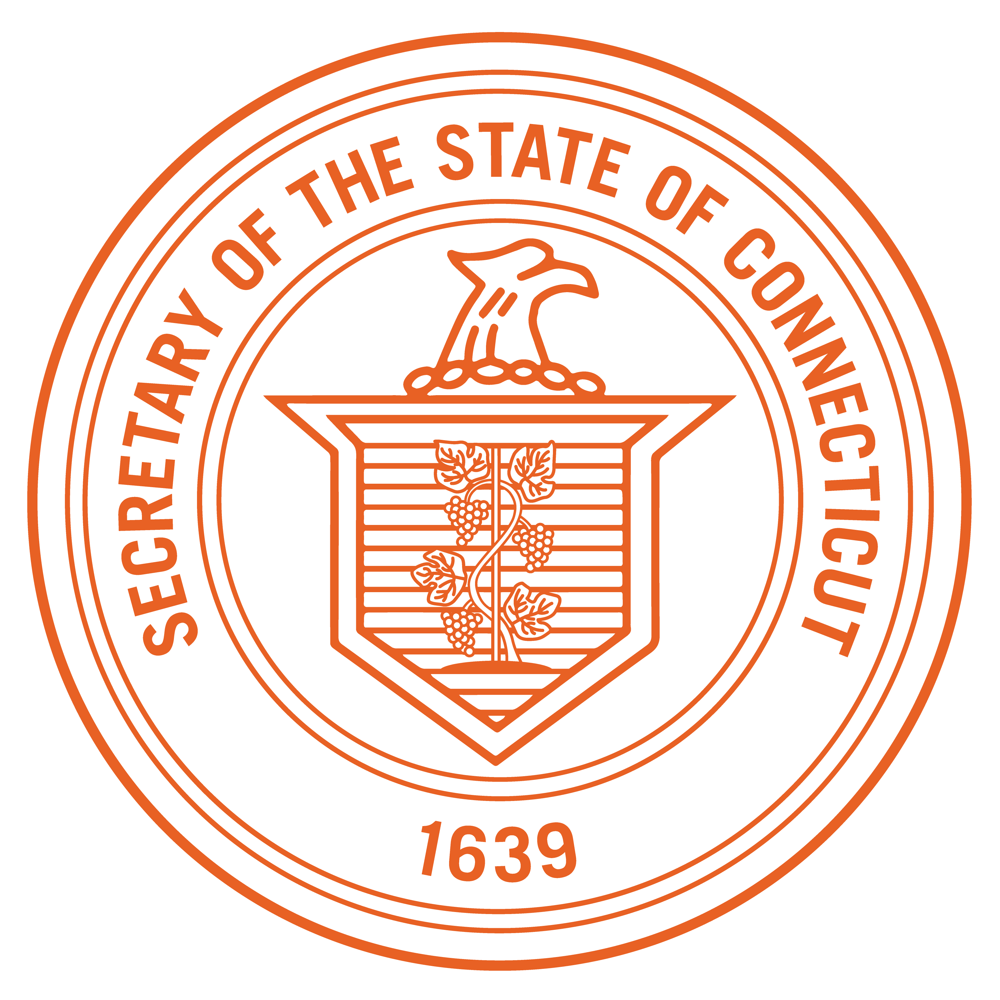 SECRETARY OF THE STATE OF CONNECTICUT
1639